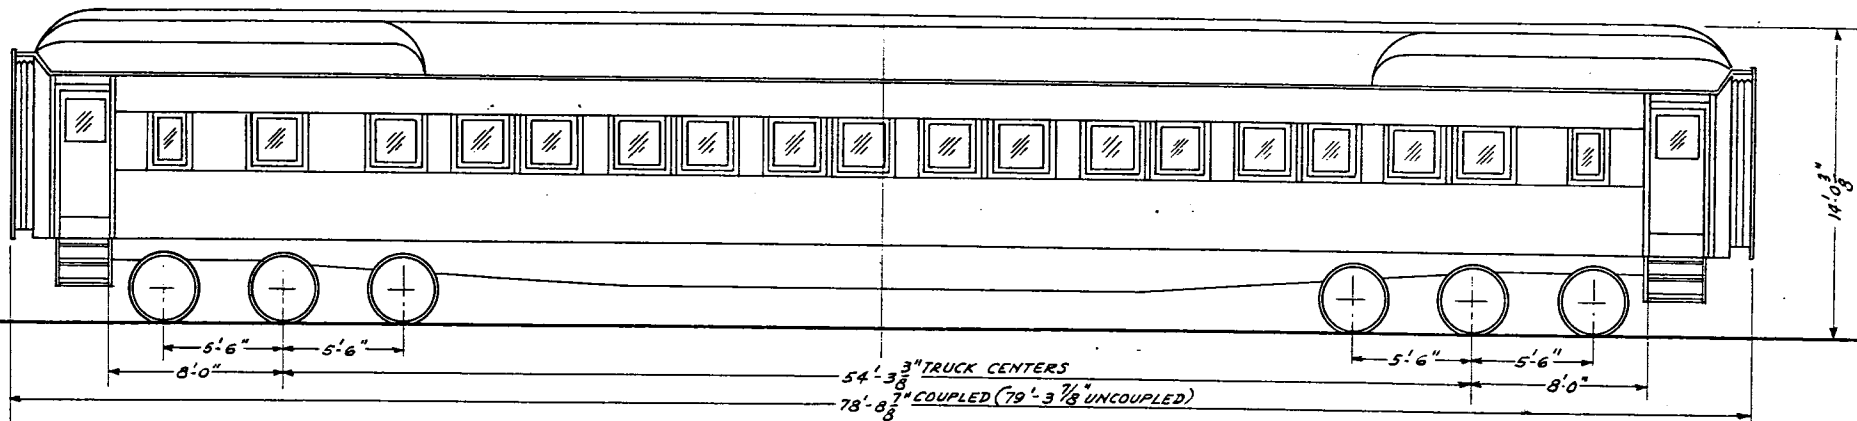 14'-0 3/8"
5'-6" 5'-6" 5'-6" 5'-6"
8'-0" 54'-3 3/8" TRUCK CENTERS 8'-0"
78'-8 7/8" COUPLED (79'-3 7/8" UNCOUPLED)